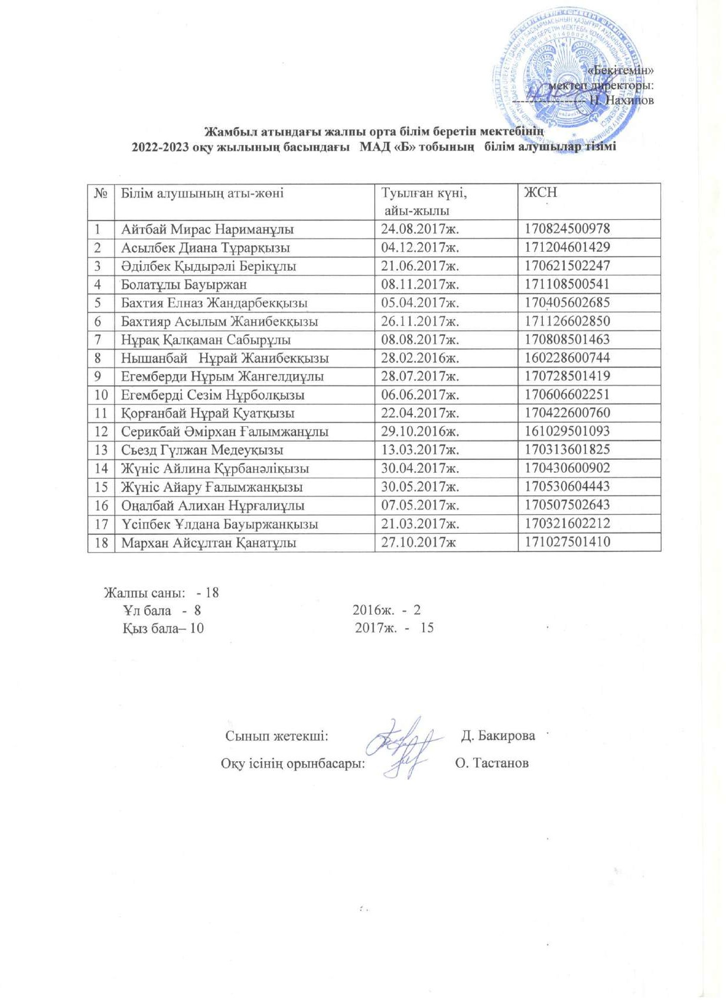 «Бекітемін»
мектеп директоры:
----------------- Н. Нахипов
Жамбыл атындағы жалпы орта білім беретін мектебінің
2022-2023 оқу жылының басындағы МАД «Б» тобының білім алушылар тізімі
№ Білім алушының аты-жөні Туылған күні, ЖСН
айы-жылы
1 Айтбай Мирас Нариманұлы 24.08.2017ж. 170824500978
2 Асылбек Диана Тұрарқызы 04.12.2017ж. 171204601429
3 Әділбек Қыдырәлі Берікұлы 21.06.2017ж. 170621502247
4 Болатұлы Бауыржан 08.11.2017ж. 171108500541
5 Бахтия Елназ Жандарбекқызы 05.04.2017ж. 170405602685
6 Бахтияр Асылым Жанибекқызы 26.11.2017ж. 171126602850
7 Нұрақ Қалқаман Сабырұлы 08.08.2017ж. 170808501463
8 Нышанбай Нұрай Жанибекқызы 28.02.2016ж. 160228600744
9 Егемберди Нұрым Жангелдиұлы 28.07.2017ж. 170728501419
10 Егемберді Сезім Нұрболқызы 06.06.2017ж. 170606602251
11 Қорғанбай Нұрай Қуатқызы 22.04.2017ж. 170422600760
12 Серикбай Әмірхан Ғалымжанұлы 29.10.2016ж. 161029501093
13 Сьезд Гүлжан Медеуқызы 13.03.2017ж. 170313601825
14 Жүніс Айлина Құрбанәліқызы 30.04.2017ж. 170430600902
15 Жүніс Айару Ғалымжанқызы 30.05.2017ж. 170530604443
16 Оңалбай Алихан Нұрғалиұлы 07.05.2017ж. 170507502643
17 Үсіпбек Ұлдана Бауыржанқызы 21.03.2017ж. 170321602212
18 Мархан Айсұлтан Қанатұлы 27.10.2017ж 171027501410
Жалпы саны: - 18
Ұл бала - 8 2016ж. - 2
Қыз бала– 10 2017ж. - 15
Сынып жетекші: Д. Бакирова
Оқу ісінің орынбасары: О. Тастанов